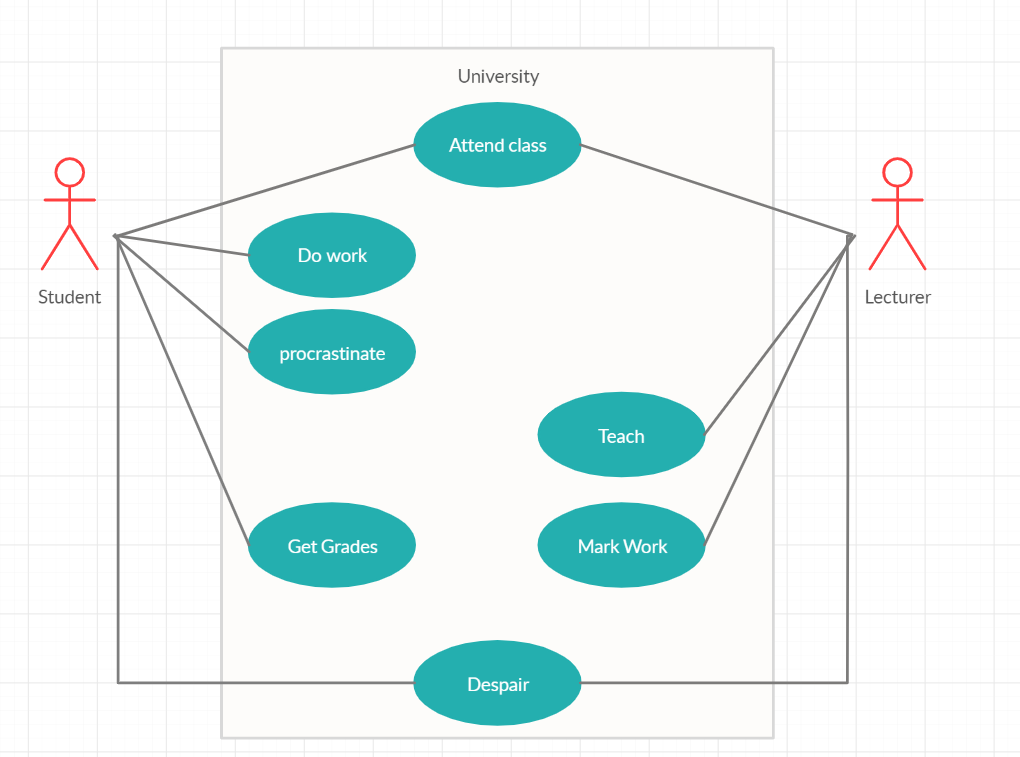 University
Attend class
Do work
Student
Lecturer
procrastinate
Teach
Get Grades
Mark Work
Despair